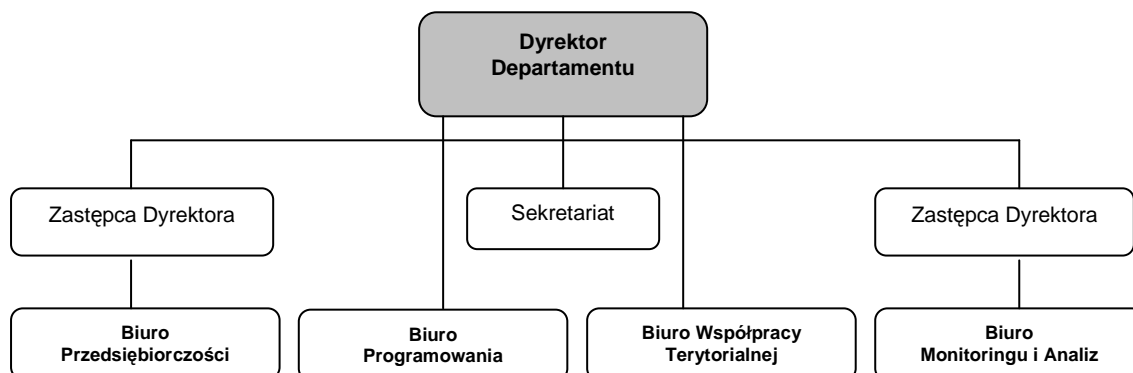 Dyrektor
Departamentu
Zastępca Dyrektora
Sekretariat
Zastępca Dyrektora
Biuro
Przedsiębiorczości
Biuro
Programowania
Biuro Współpracy
Terytorialnej
Biuro
Monitoringu i Analiz